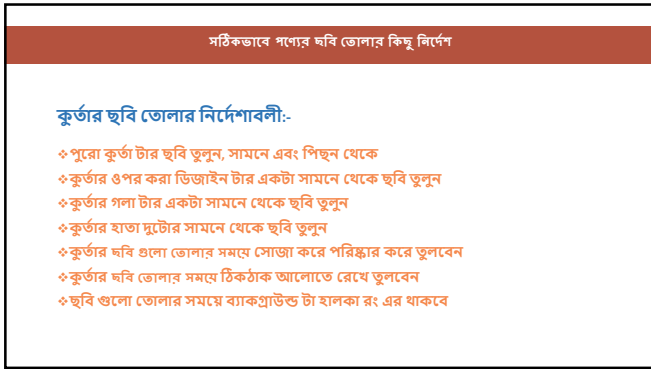 সঠিকভাবে পণ্যের ছবি তোলার কিছু নির্দেশ
কুর্তার ছবি তোলার নির্দেশাবলী:-
❖পুরো কুর্তা টার ছবি তুলুন, সামনে এবং পিছন থেকে
❖কুর্তার ওপর করা ডিজাইন টার একটা সামনে থেকে ছবি তুলুন
❖কুর্তার গলা টার একটা সামনে থেকে ছবি তুলুন
❖কুর্তার হাতা দুটোর সামনে থেকে ছবি তুলুন
❖কুর্তার ছবি গুলো তোলার সময়ে সোজা করে পরিষ্কার করে তুলবেন
❖কুর্তার ছবি তোলার সময়ে ঠিকঠাক আলোতে রেখে তুলবেন
❖ছবি গুলো তোলার সময়ে ব্যাকগ্রাউন্ড টা হালকা রং এর থাকবে